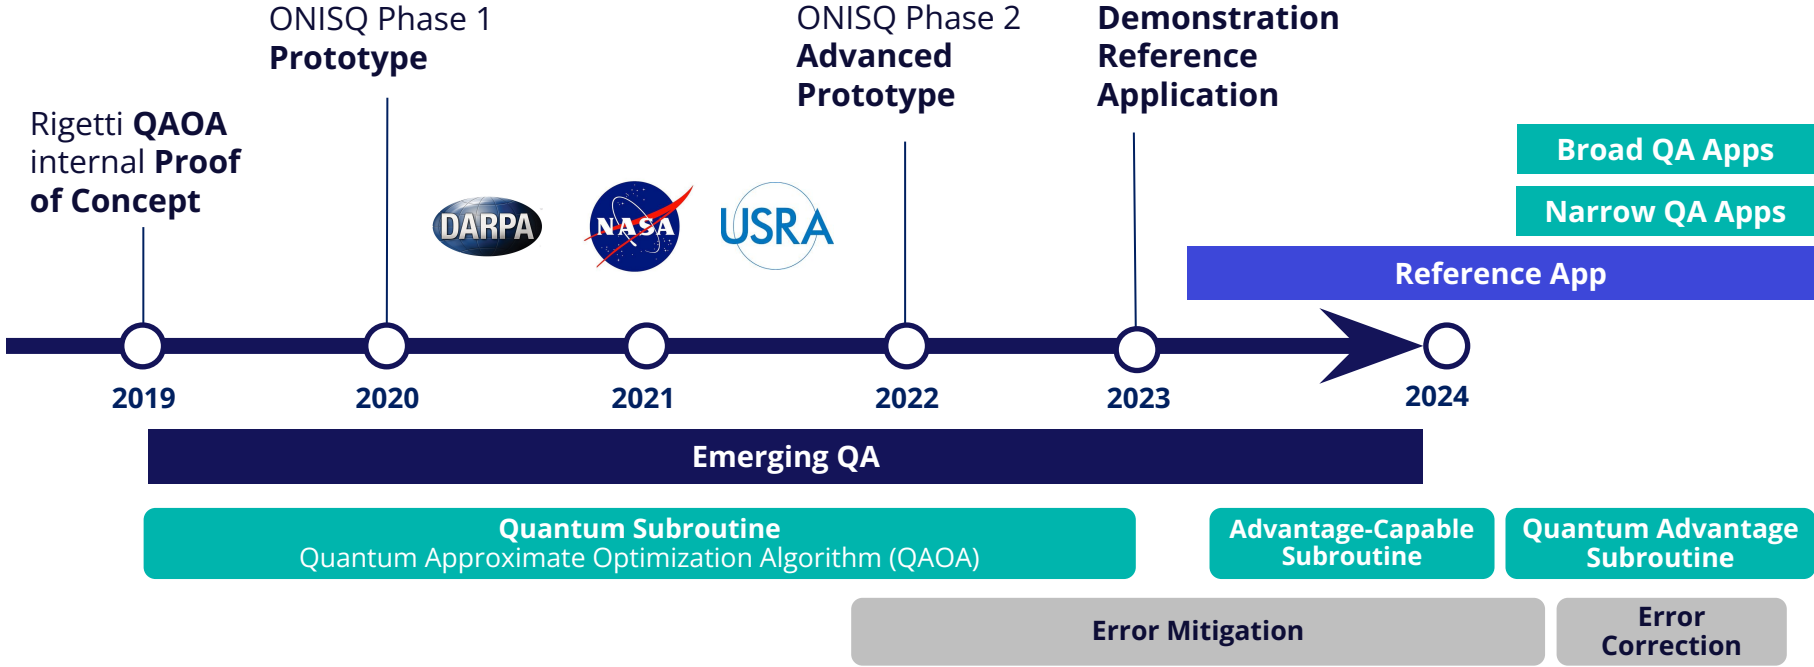 ONISQ Phase 1
Prototype
ONISQ Phase 2
Advanced
Prototype
Demonstration
Reference
Application
Rigetti QAOA
internal Proof
of Concept
DARPA
NASA
USRA
Broad QA Apps
Narrow QA Apps
Reference App
2019
2020
2021
2022
2023
2024
Emerging QA
Quantum Subroutine
Quantum Approximate Optimization Algorithm (QAOA)
Advantage-Capable
Subroutine
Quantum Advantage
Subroutine
Error Mitigation
Error
Correction